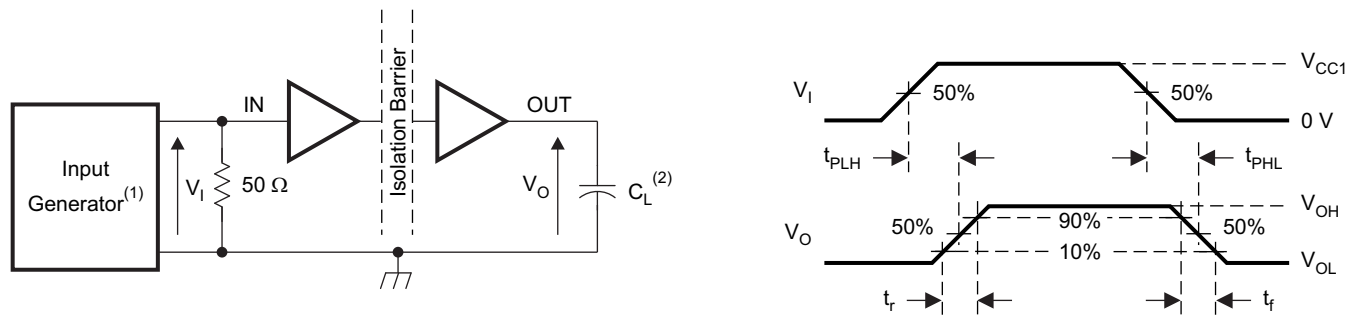 Input
Generator(1)
VI
50 Ω
IN
Isolation Barrier
OUT
VO
CL(2)
VI
50%
50%
VCC1
0 V
tPLH
tPHL
VO
50%
90%
50%
10%
VOH
VOL
tr
tf